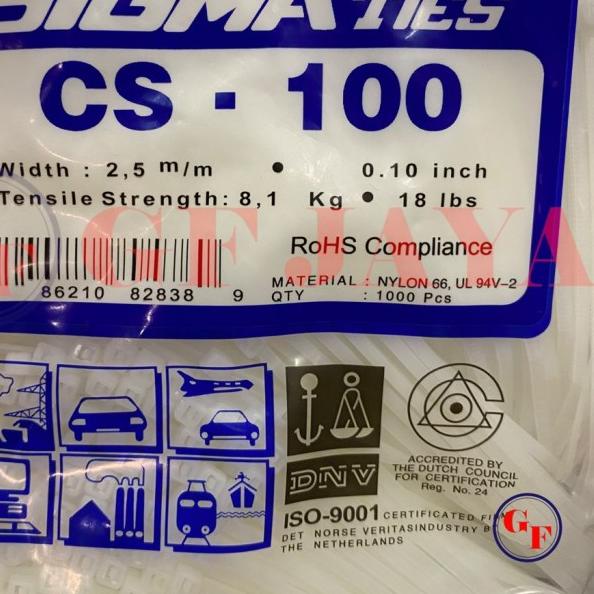 SIGMA TIES
CS - 100
Width : 2,5 m/m • 0.10 inch
Tensile Strength: 8,1 Kg • 18 lbs
GF JAYA
RoHS Compliance
MATERIAL : NYLON 66, UL 94V-2
QTY : 1000 Pcs
86210 82838 9
DNV
ACCREDITED BY
THE DUTCH COUNCIL
FOR CERTIFICATION
Reg. No. 24
ISO-9001 CERTIFICATED
DET NORSE VERITASINDUSTRY
THE NETHERLANDS
GF